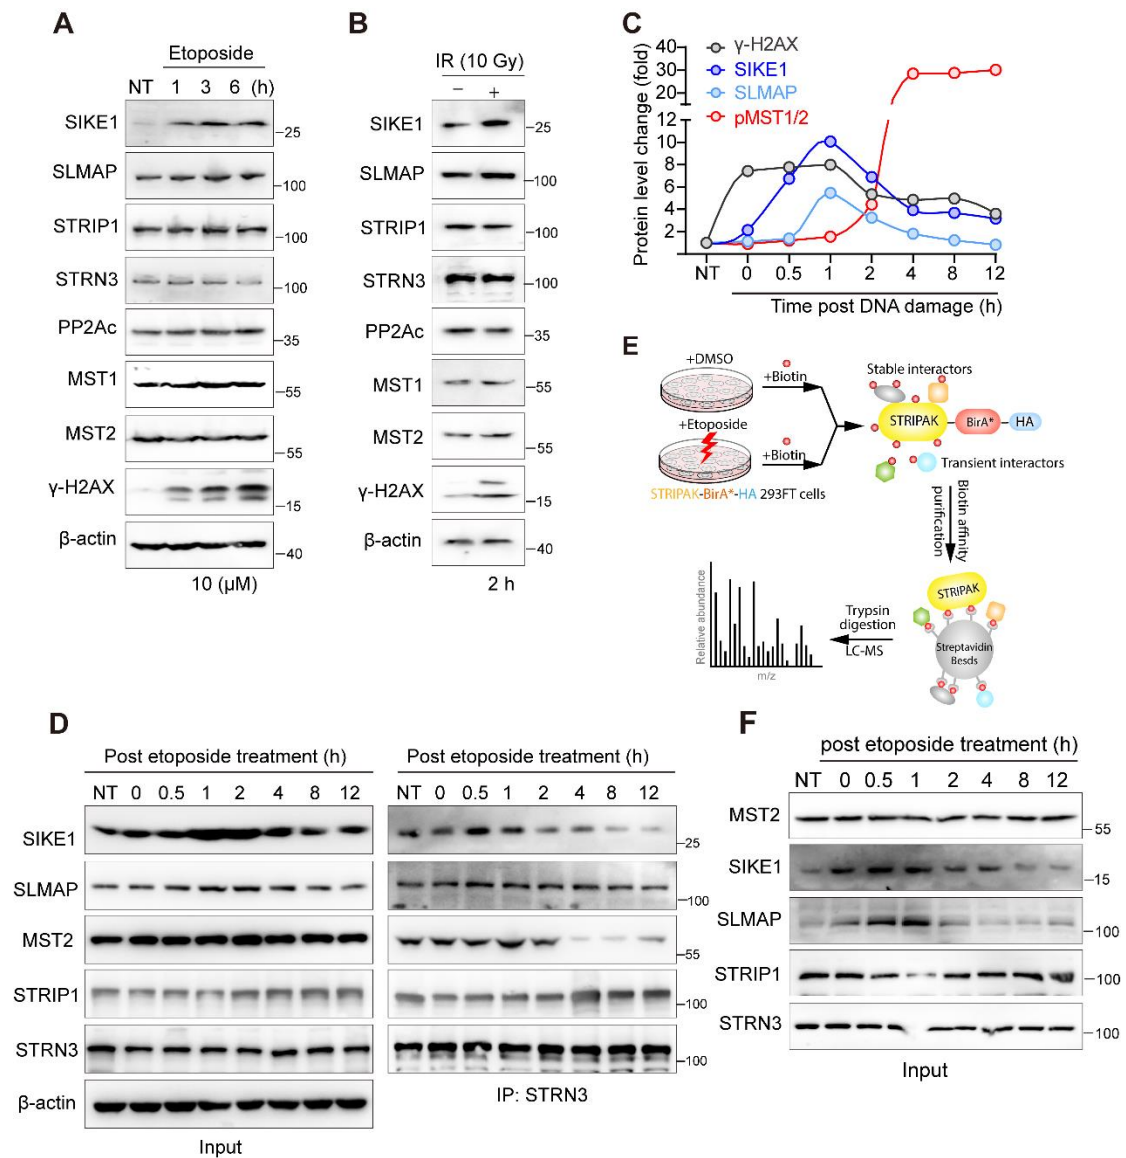 A
Etoposide
NT 1 3 6 (h)
SIKE1
25
SLMAP
100
STRIP1
100
STRN3
100
PP2Ac
35
MST1
55
MST2
55
γ-H2AX
15
β-actin
40
10 (μM)
B
IR (10 Gy)
− +
SIKE1
25
SLMAP
100
STRIP1
100
STRN3
100
PP2Ac
35
MST1
55
MST2
55
γ-H2AX
15
β-actin
40
2 h
C
Protein level change (fold)
40
30
20
12
10
8
6
4
2
γ-H2AX
SIKE1
SLMAP
pMST1/2
NT 0 0.5 1 2 4 8 12
Time post DNA damage (h)
E
+DMSO
+Biotin
+Etoposide
+Biotin
STRIPAK-BirA*-HA 293FT cells
Stable interactors
STRIPAK
BirA*
HA
Transient interactors
Biotin affinity
purification
STRIPAK
Streptavidin
Besds
Trypsin
digestion
LC-MS
Relative abundance
m/z
D
Post etoposide treatment (h)
NT 0 0.5 1 2 4 8 12
SIKE1
SLMAP
MST2
STRIP1
STRN3
β-actin
Input
Post etoposide treatment (h)
NT 0 0.5 1 2 4 8 12
25
100
55
100
100
IP: STRN3
F
post etoposide treatment (h)
NT 0 0.5 1 2 4 8 12
MST2
55
SIKE1
15
SLMAP
100
STRIP1
100
STRN3
100
Input